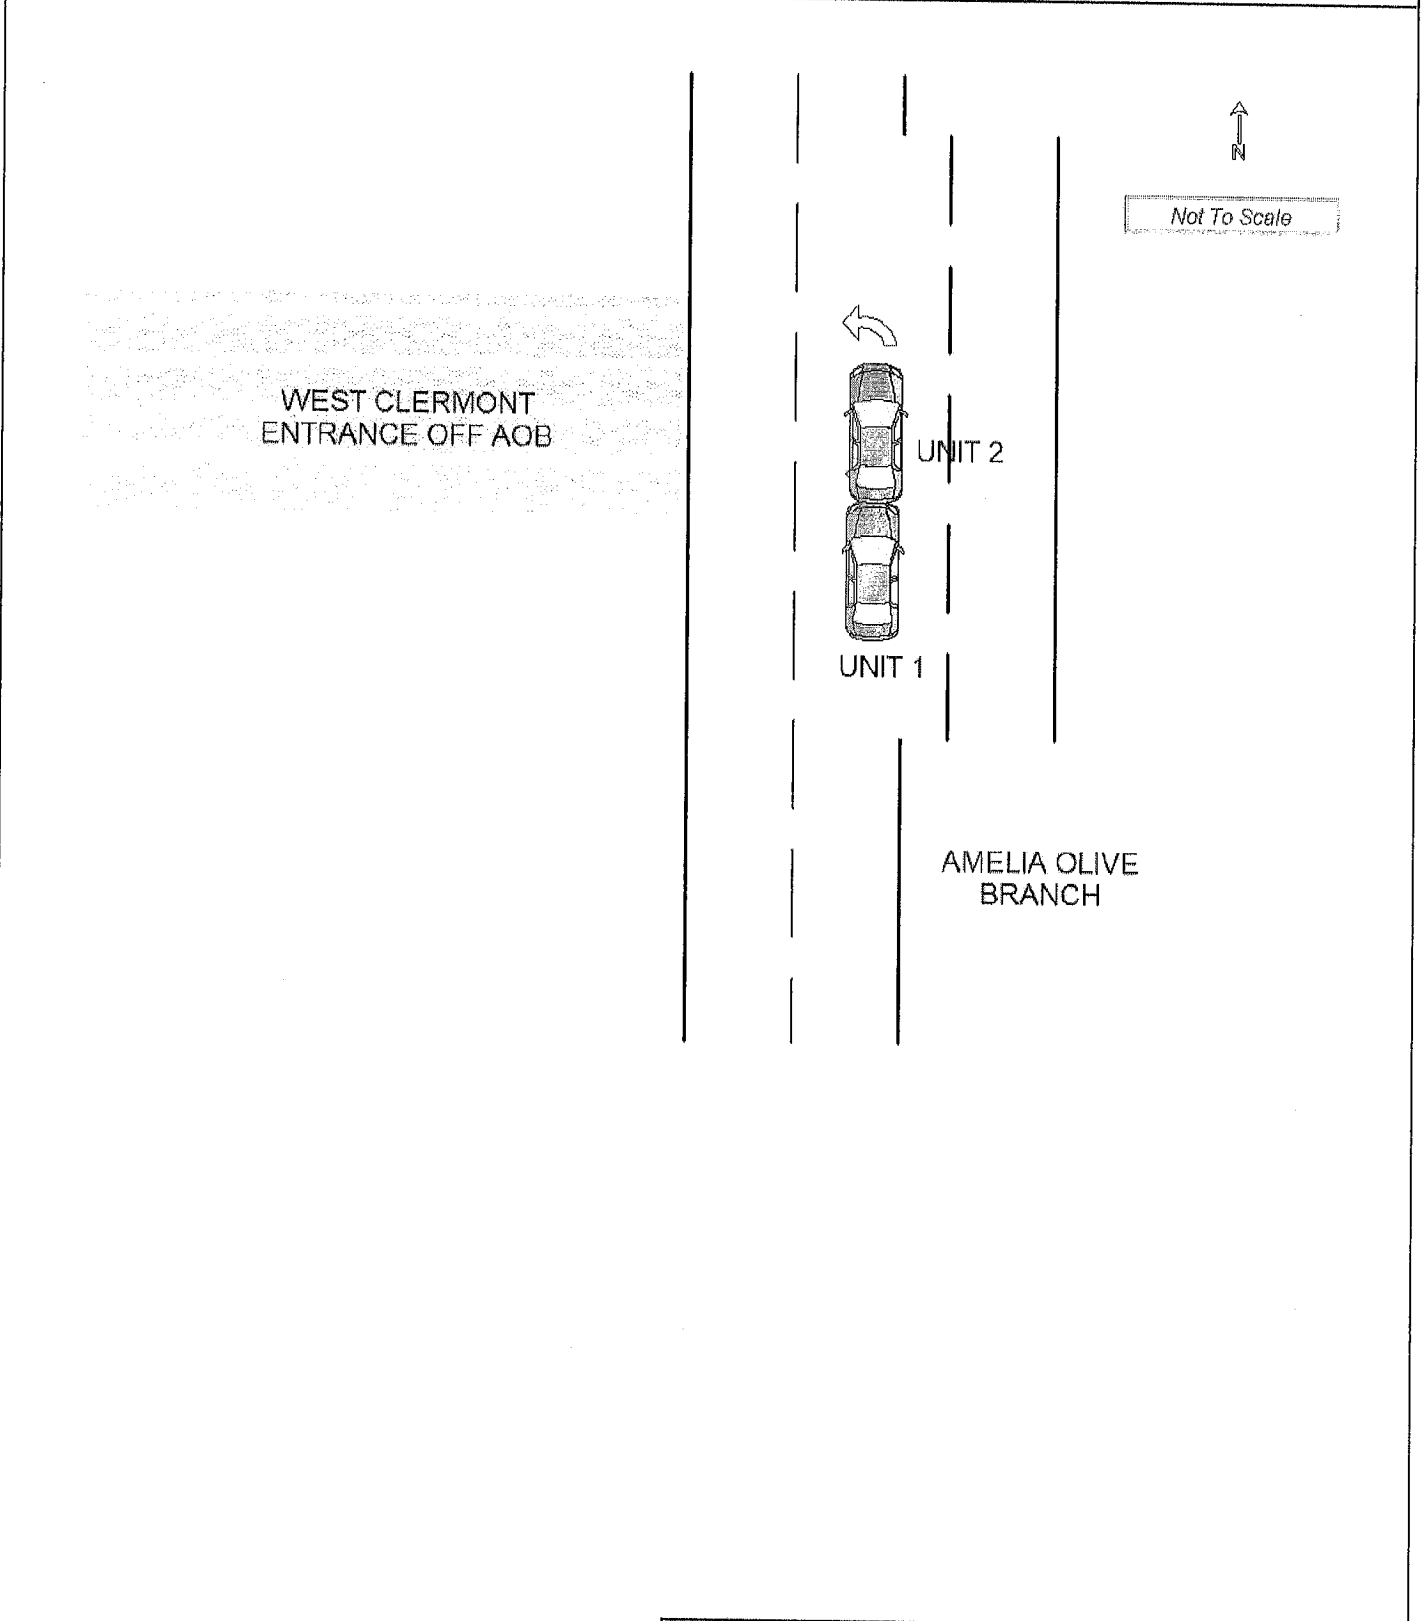 N
Not To Scale
WEST CLERMONT
ENTRANCE OFF AOB
UNIT 2
UNIT 1
AMELIA OLIVE
BRANCH